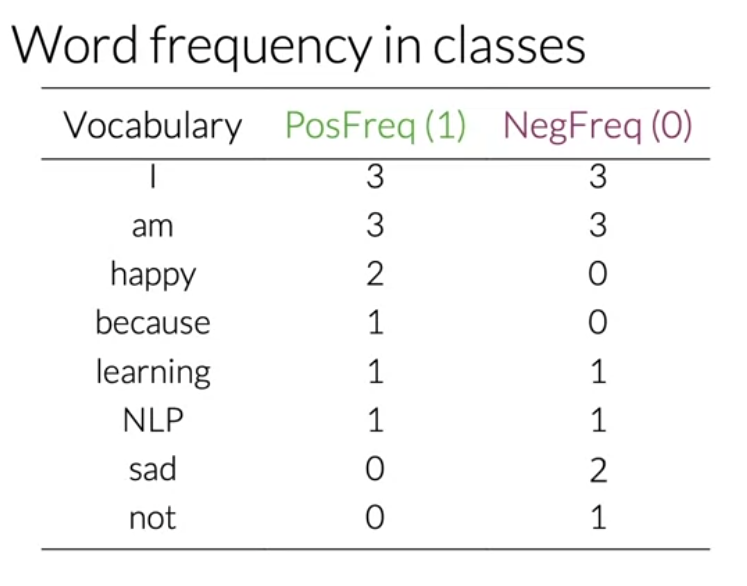 Word frequency in classes
Vocabulary PosFreq (1) NegFreq (0)
I 3 3
am 3 3
happy 2 0
because 1 0
learning 1 1
NLP 1 1
sad 0 2
not 0 1